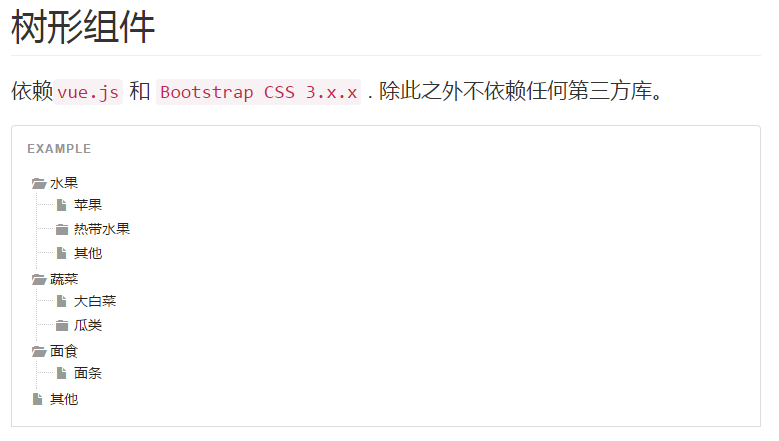 树形组件
依赖 vue.js 和 Bootstrap CSS 3.x.x . 除此之外不依赖任何第三方库。
EXAMPLE
水果
苹果
热带水果
其他
蔬菜
大白菜
瓜类
面食
面条
其他